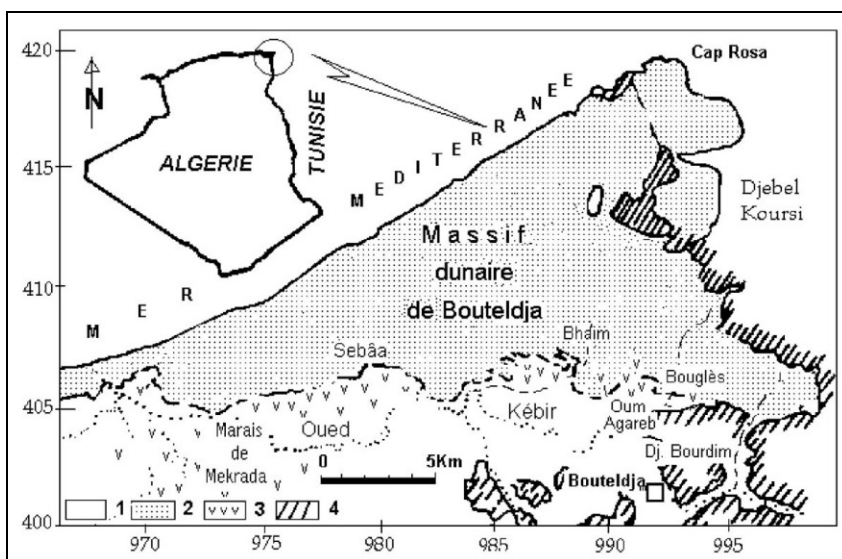 420
415
410
405
400
N
ALGERIE
TUNISIE
MER MEDITERRANEE
Cap Rosa
Djebel
Koursi
Massif
dunaire
de Bouteldja
Bhaim
Sebâa
Bouglès
Marais
de
Mekrada
Oued
Kébir
Oum
Agareb
Dj. Bourdim
Bouteldja
0 5Km
1 2 3 4
970 975 980 985 990 995